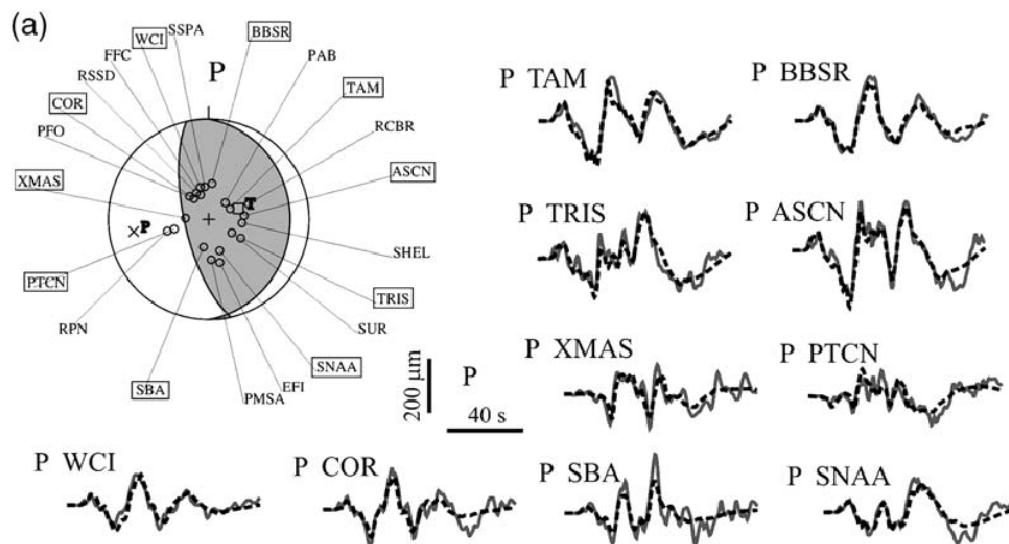 (a)
SSPA
WCI
BBSR
FFC
P
PAB
RSSD
TAM
COR
PFO
RCBR
XMAS
ASCN
T
P
SHEL
PTCN
TRIS
RPN
SUR
SNAA
SBA
EFI
PMSA
P TAM
P BBSR
P TRIS
P ASCN
P XMAS
P PTCN
200 μm
P
40 s
P WCI
P COR
P SBA
P SNAA